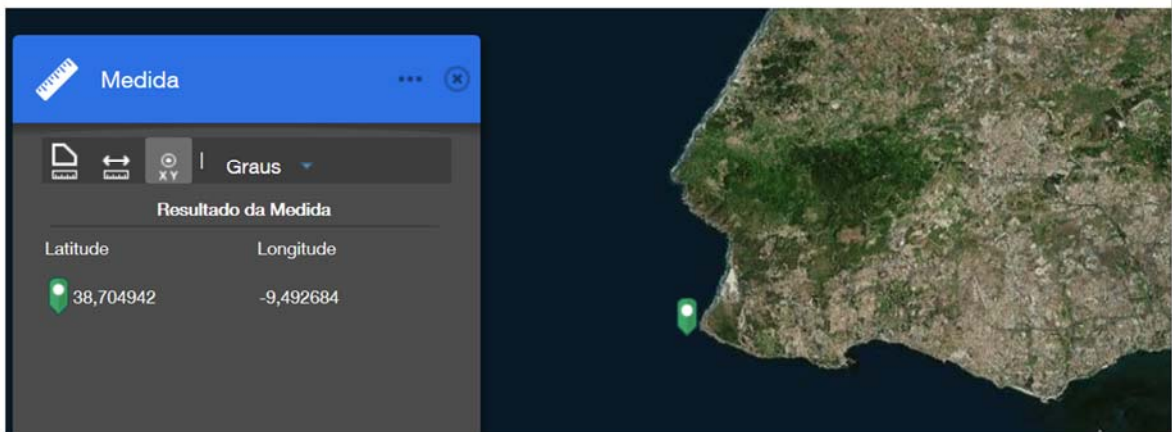 Medida
X Y
Graus
Resultado da Medida
Latitude Longitude
38,704942 -9,492684